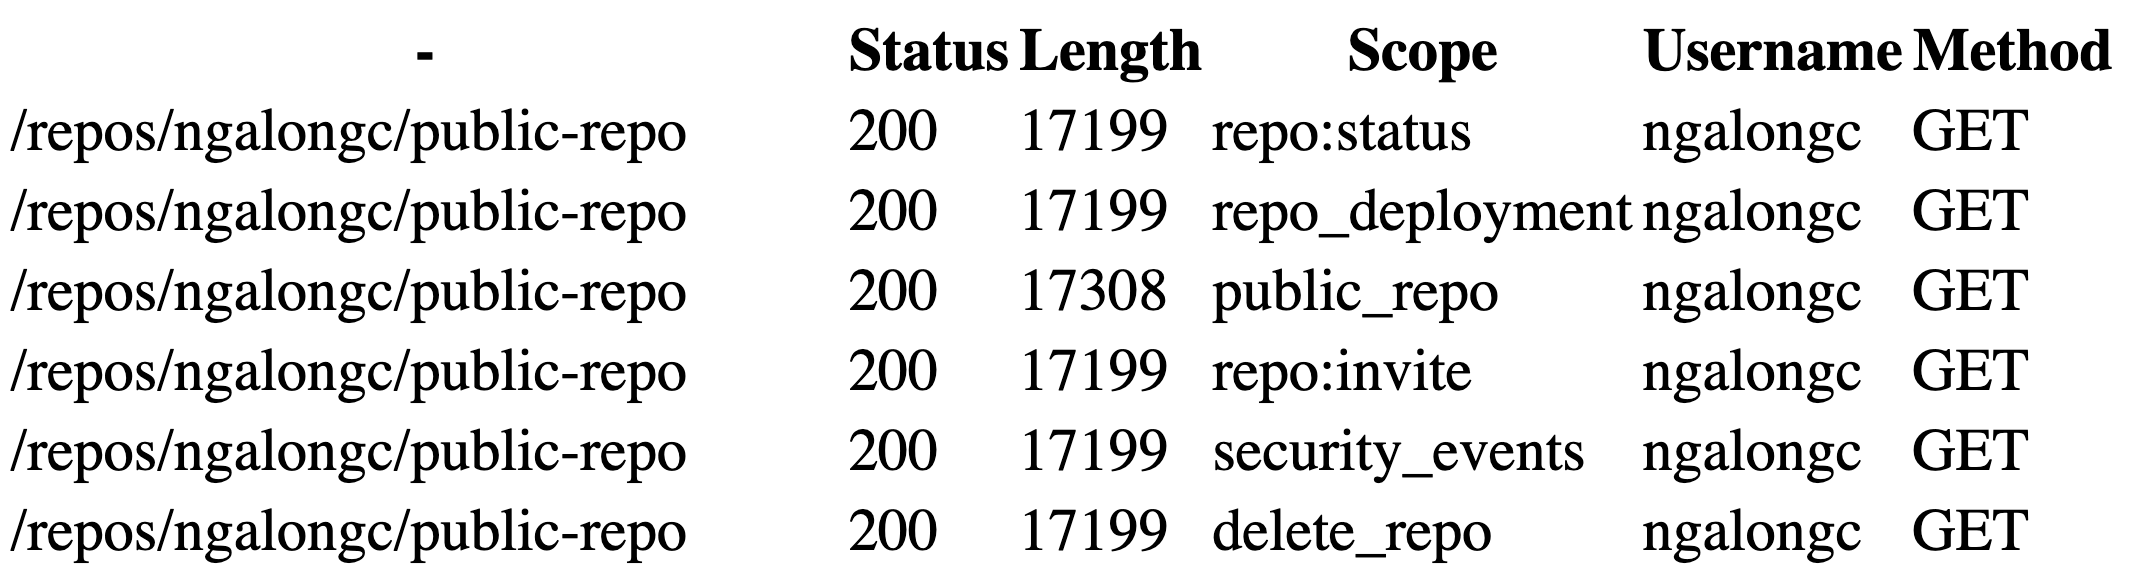 - Status Length Scope Username Method
/repos/ngalongc/public-repo 200 17199 repo:status ngalongc GET
/repos/ngalongc/public-repo 200 17199 repo_deployment ngalongc GET
/repos/ngalongc/public-repo 200 17308 public_repo ngalongc GET
/repos/ngalongc/public-repo 200 17199 repo:invite ngalongc GET
/repos/ngalongc/public-repo 200 17199 security_events ngalongc GET
/repos/ngalongc/public-repo 200 17199 delete_repo ngalongc GET